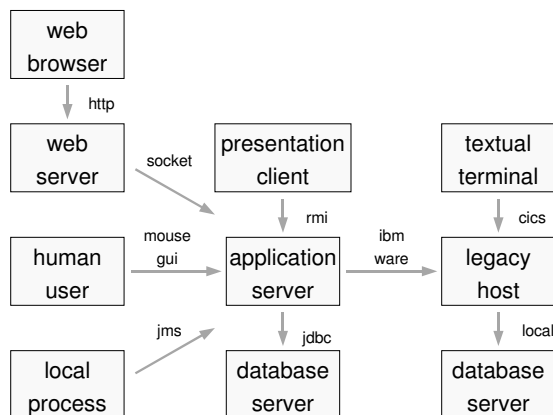 web
browser
http
web
server
socket
presentation
client
textual
terminal
rmi
cics
human
user
mouse
gui
application
server
ibm
ware
legacy
host
jms
jdbc
local
local
process
database
server
database
server